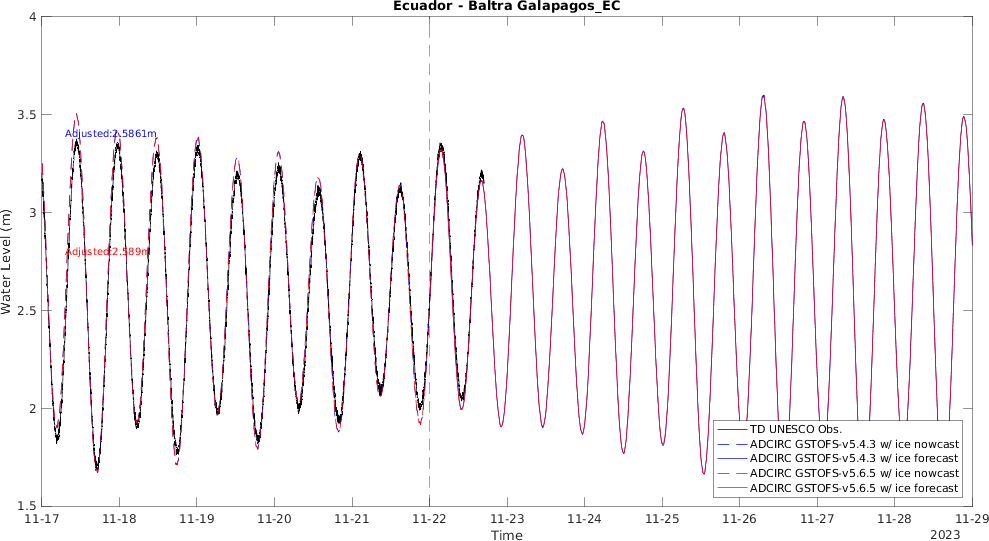 Ecuador - Baltra Galapagos_EC
Water Level (m)
4
3.5
3
2.5
2
1.5
Adjusted:2.5861m
Adjusted:2.589m
TD UNESCO Obs.
ADCIRC GSTOFS-v5.4.3 w/ ice nowcast
ADCIRC GSTOFS-v5.4.3 w/ ice forecast
ADCIRC GSTOFS-v5.6.5 w/ ice nowcast
ADCIRC GSTOFS-v5.6.5 w/ ice forecast
11-17 11-18 11-19 11-20 11-21 11-22 11-23 11-24 11-25 11-26 11-27 11-28 11-29
Time
2023